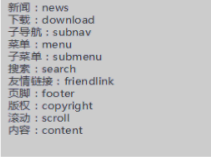 新闻：news
下载：download
子导航：subnav
菜单：menu
子菜单：submenu
搜索：search
友情链接：friendlink
页脚：footer
版权：copyright
滚动：scroll
内容：content